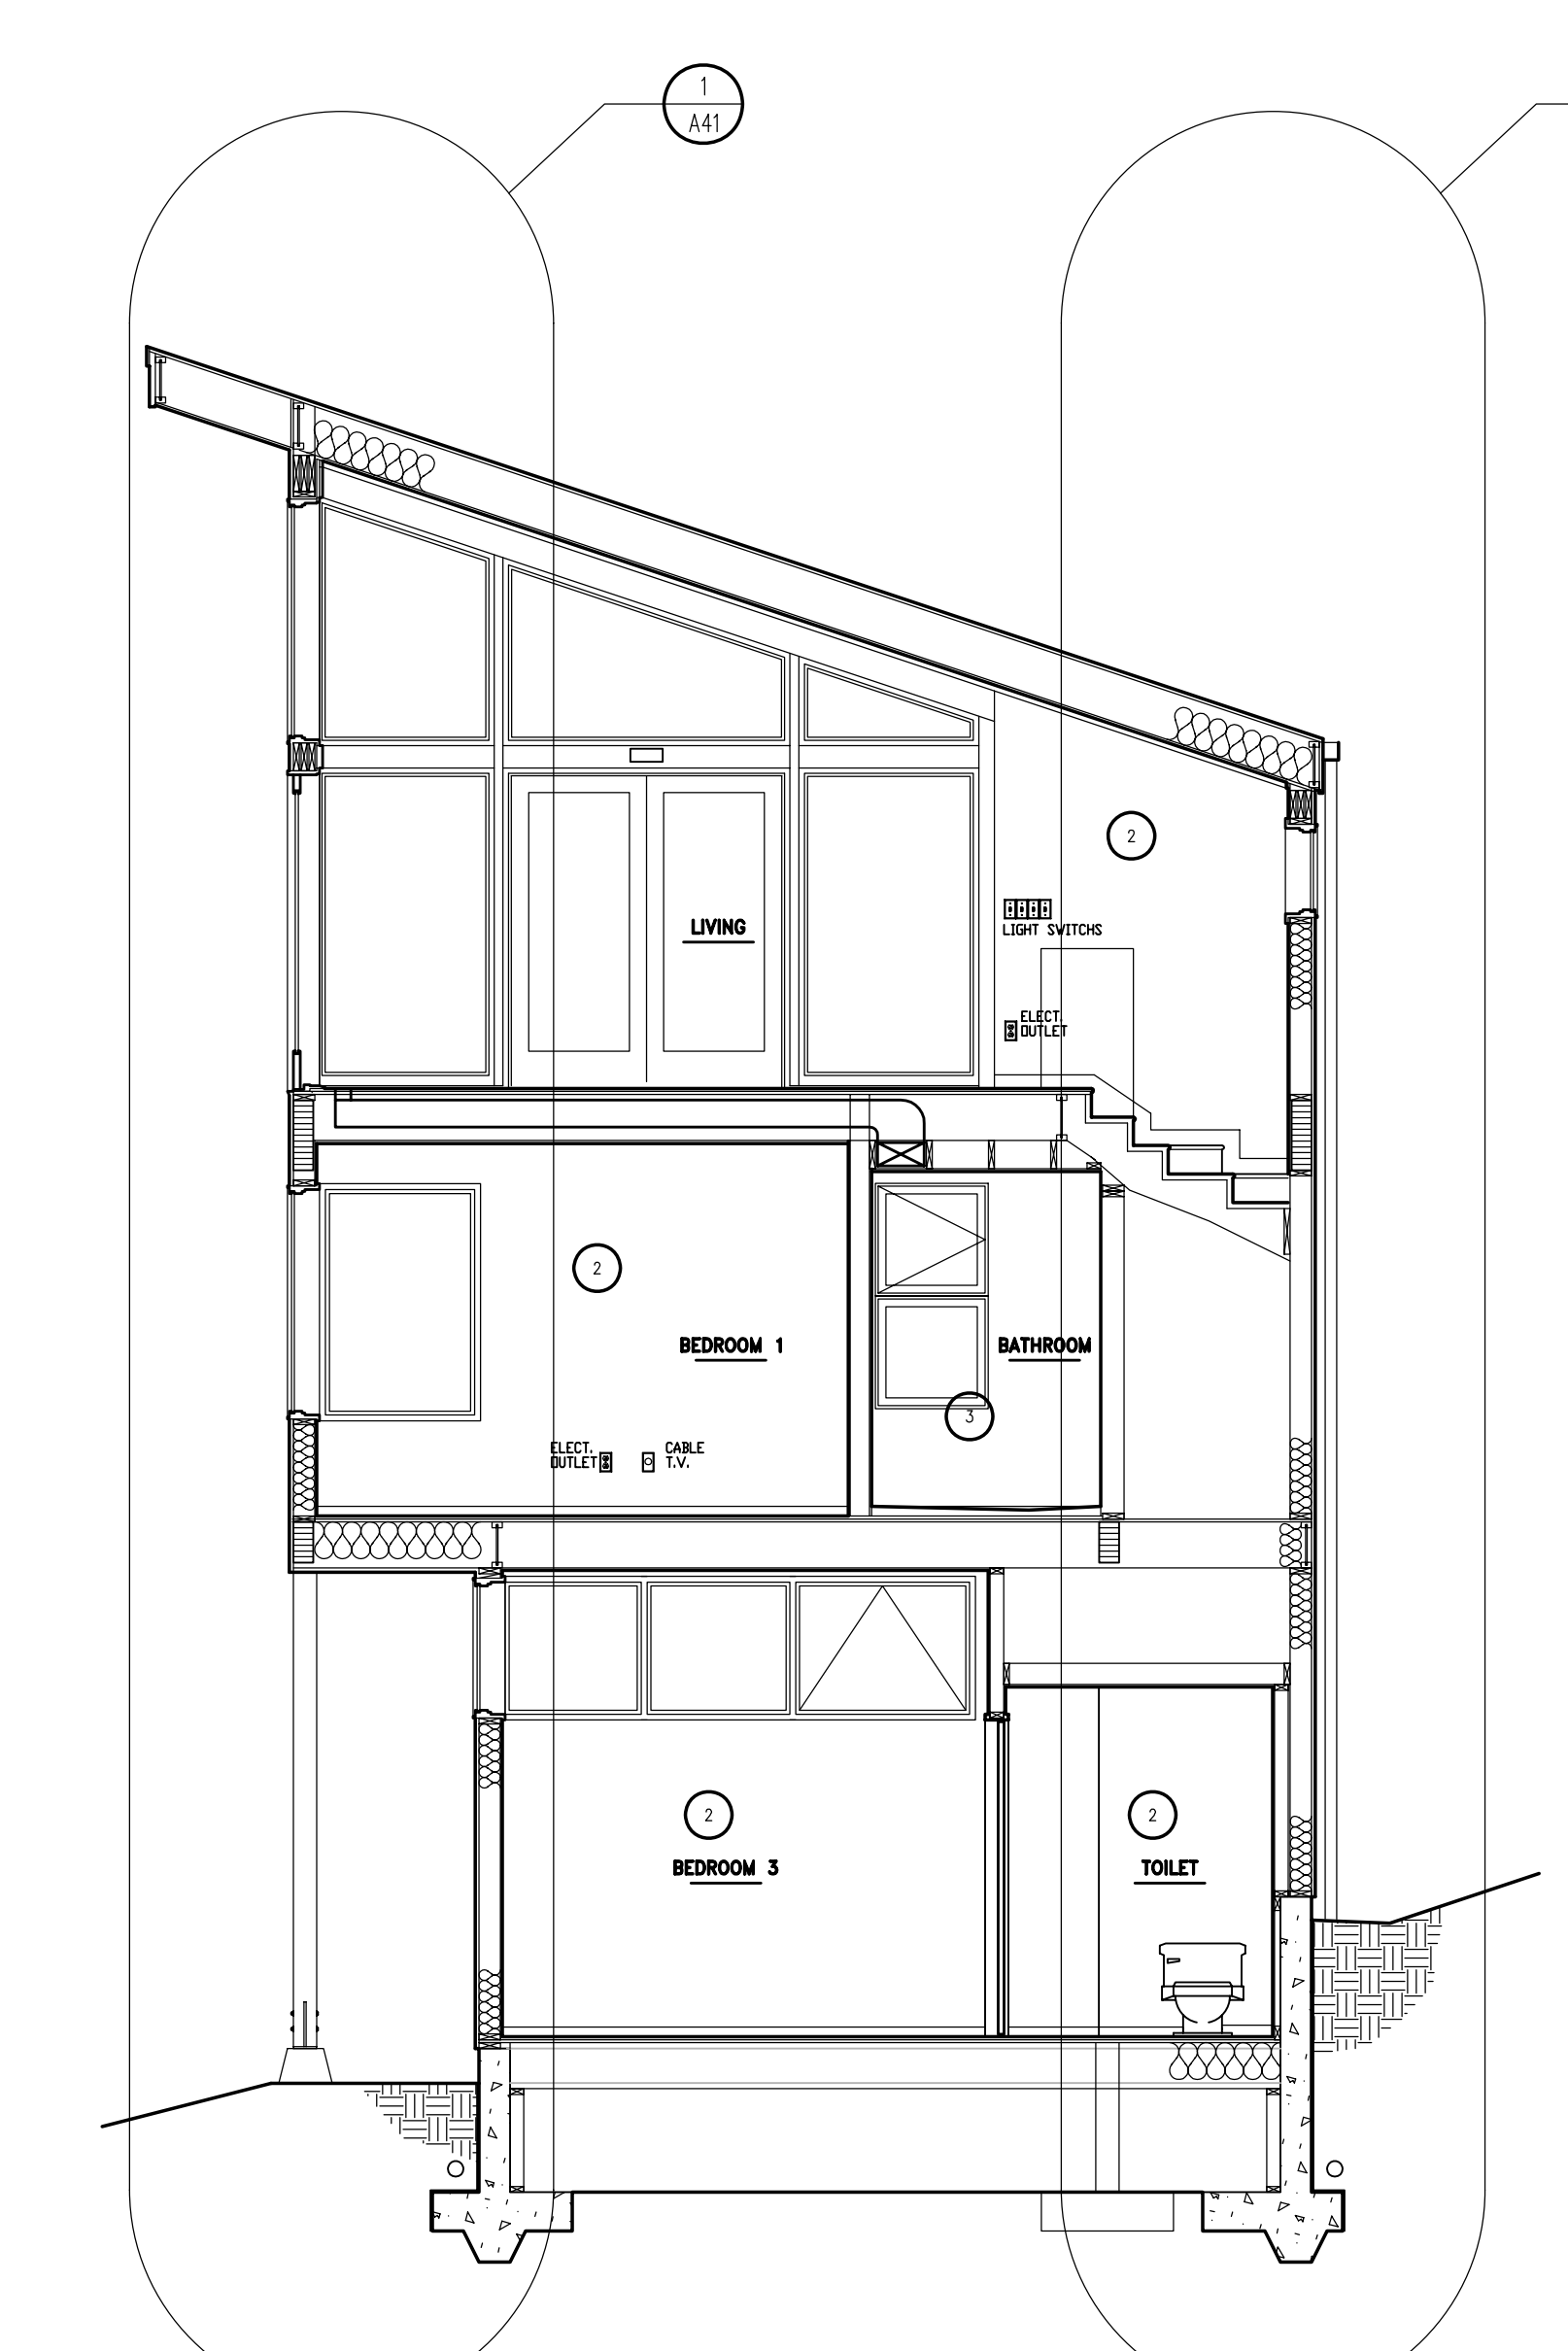 1
A41
2
LIVING
LIGHT SWITCHS
ELECT.
OUTLET
2
BEDROOM 1
BATHROOM
3
ELECT.
OUTLET
CABLE
T.V.
2
2
BEDROOM 3
TOILET